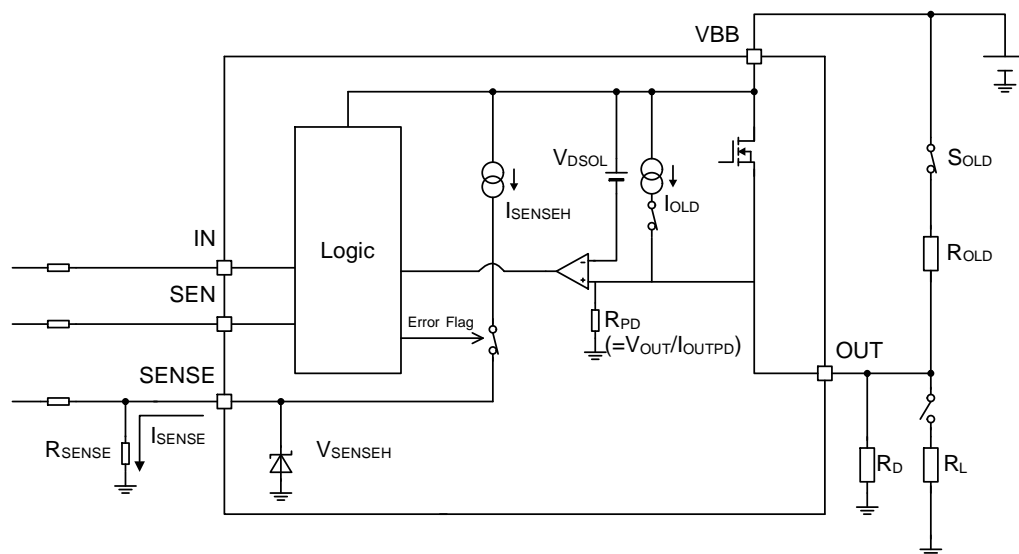 VBB
VDSOL
SOLD
ISENSEH
IOLD
IN
Logic
ROLD
SEN
-
+
Error Flag
RPD
(=VOUT/IOUTPD)
OUT
SENSE
RSENSE
ISENSE
VSENSEH
RD
RL